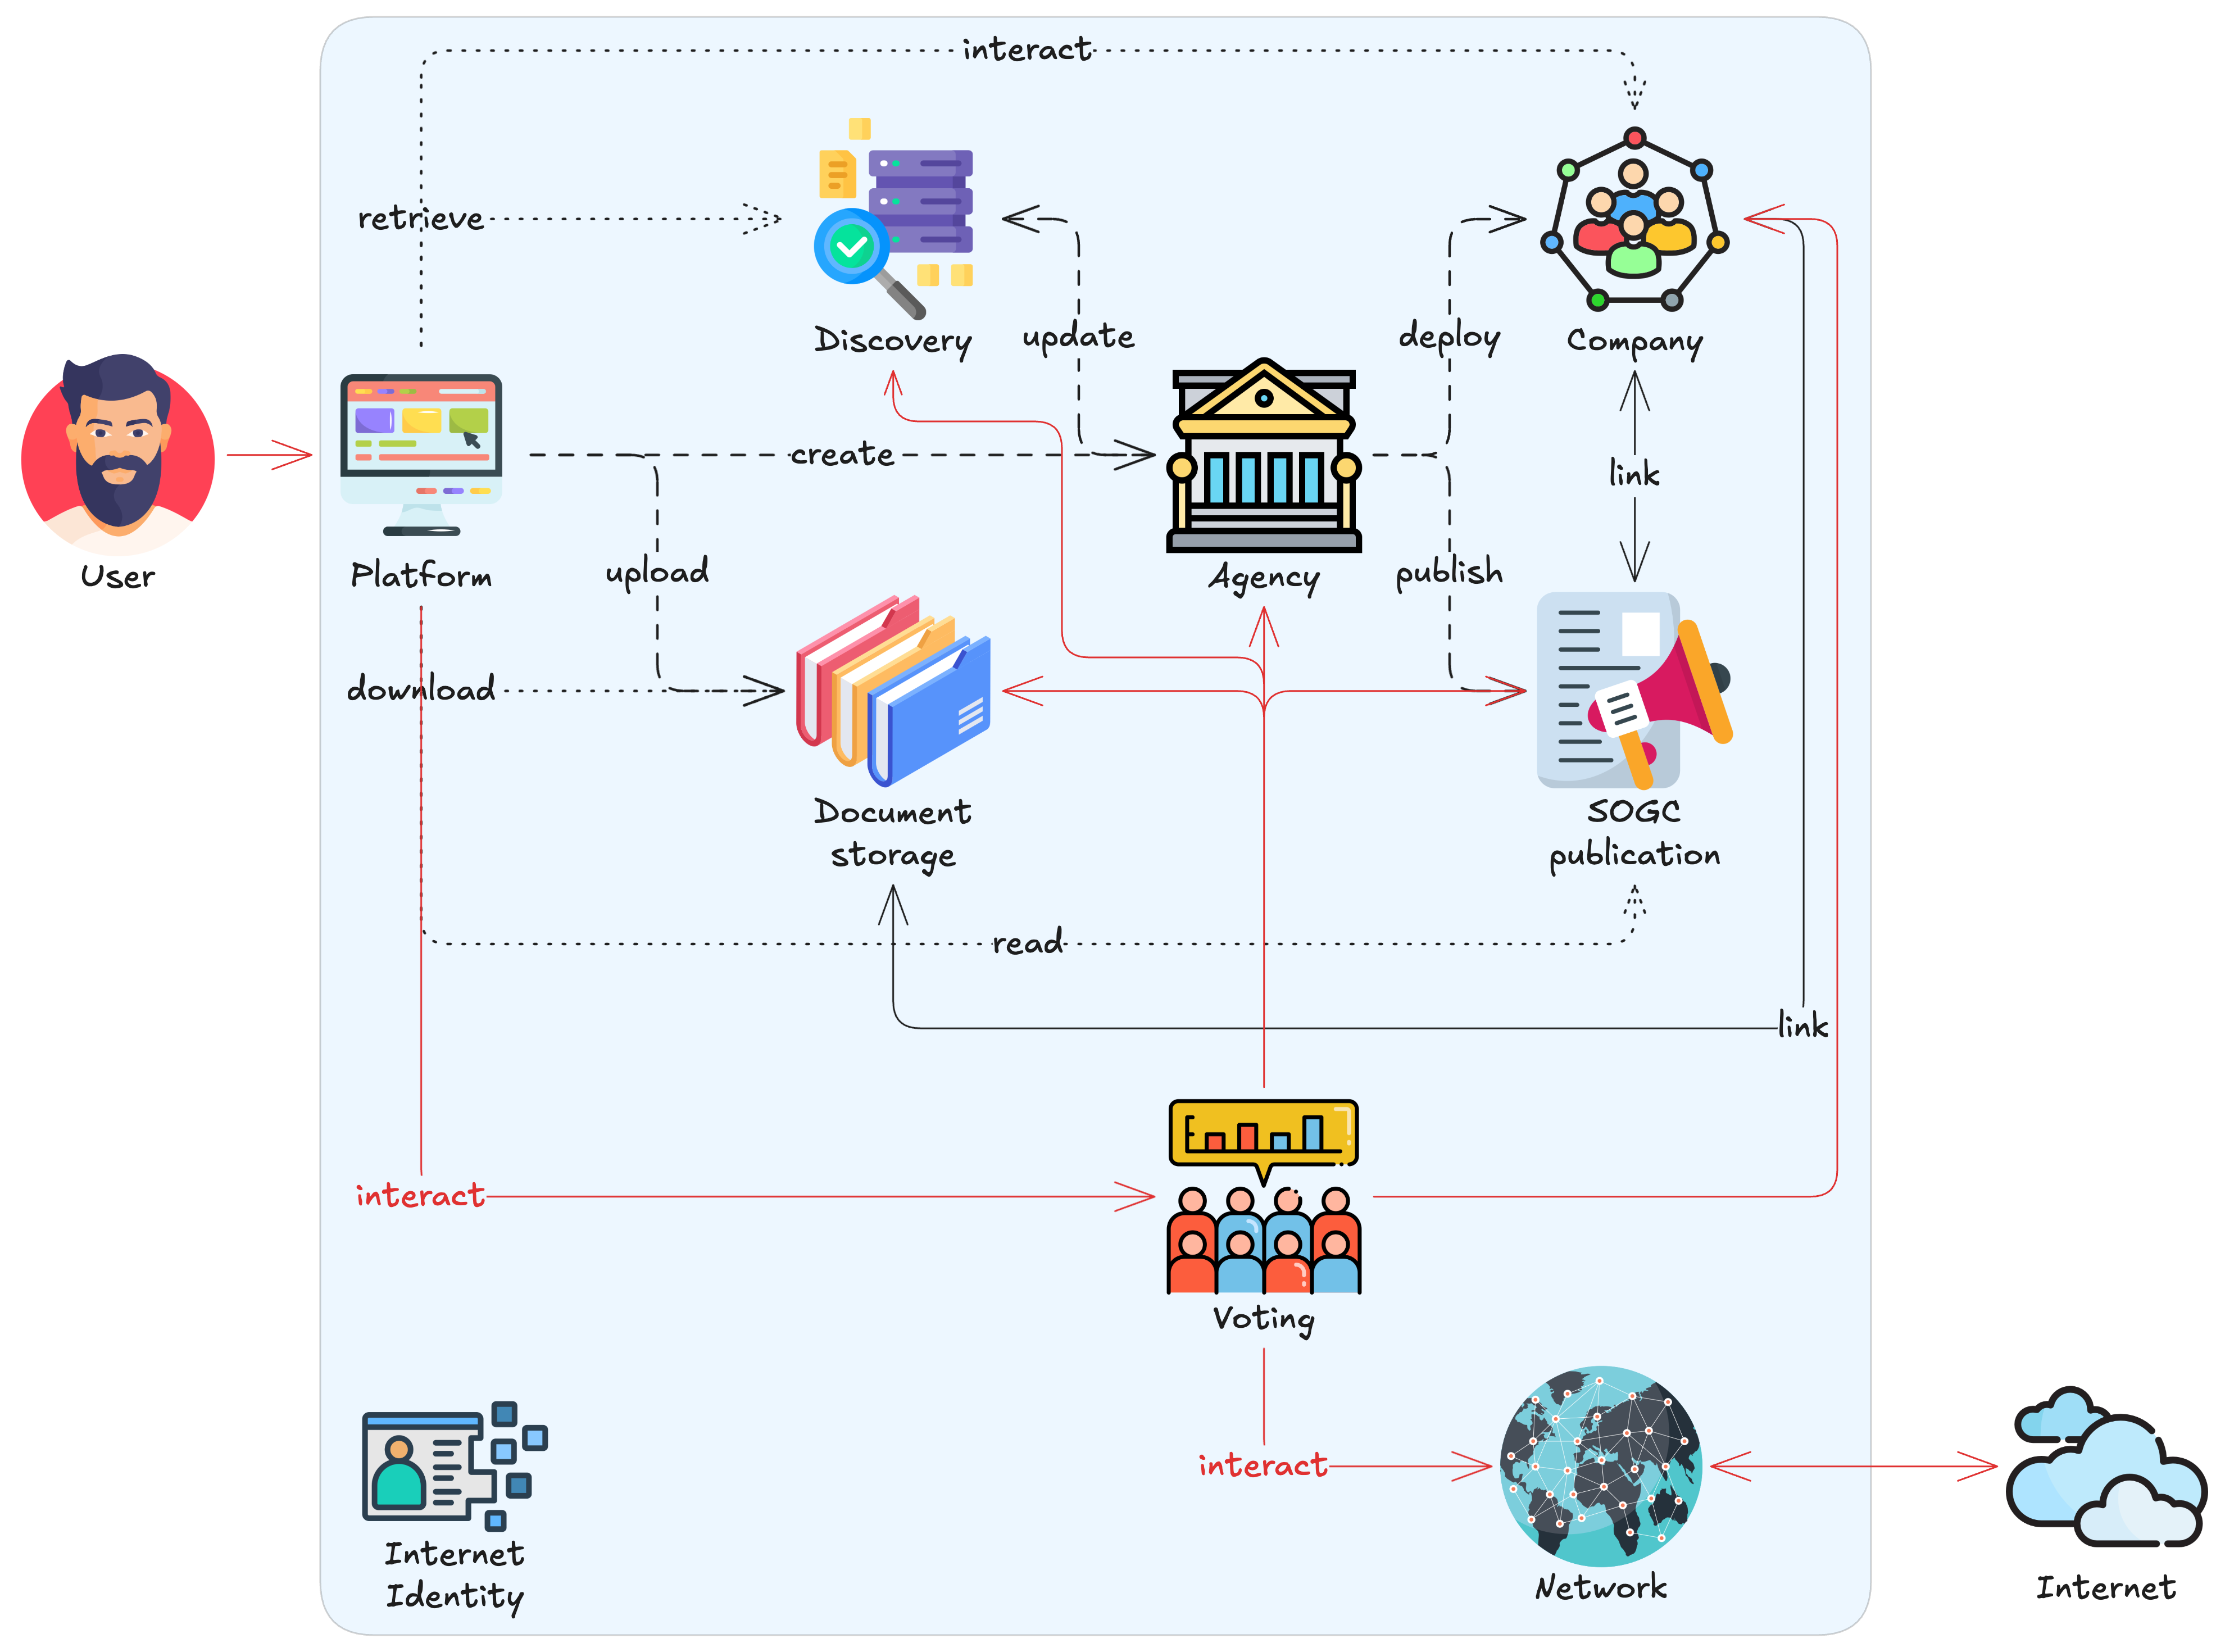 interact
retrieve
Discovery
update
deploy
Company
create
link
User
Platform
upload
Agency
publish
download
Document
storage
SOGC
publication
read
link
interact
Voting
interact
Internet
Identity
Network
Internet